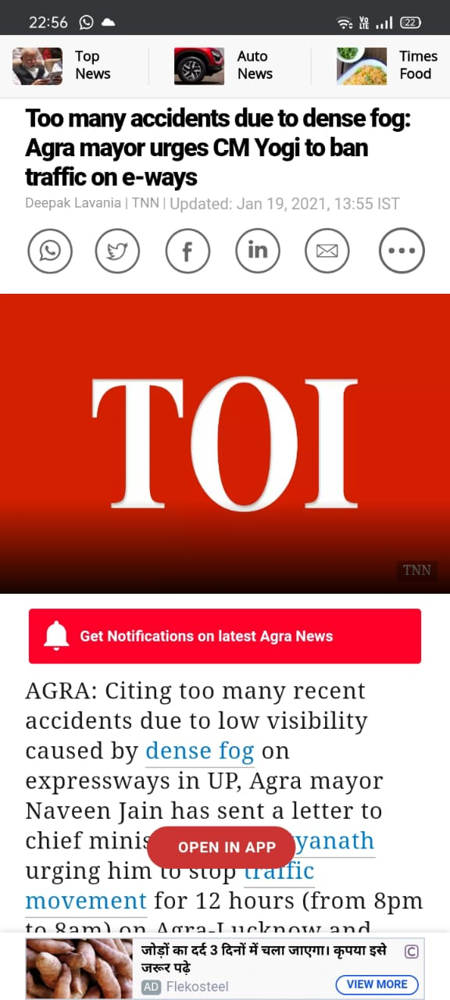 22:56
VO LTE
22
Top News
Auto News
Times Food
Too many accidents due to dense fog:
Agra mayor urges CM Yogi to ban
traffic on e-ways
Deepak Lavania | TNN | Updated: Jan 19, 2021, 13:55 IST
f
in
TOI
TNN
Get Notifications on latest Agra News
AGRA: Citing too many recent
accidents due to low visibility
caused by dense fog on
expressways in UP, Agra mayor
Naveen Jain has sent a letter to
chief minis yanath
OPEN IN APP
urging him to stop traffic
movement for 12 hours (from 8pm
to 8am) on Agra-Lucknow and
जोड़ों का दर्द 3 दिनों में चला जाएगा। कृपया इसे
जरूर पढ़े
AD Flekosteel
VIEW MORE